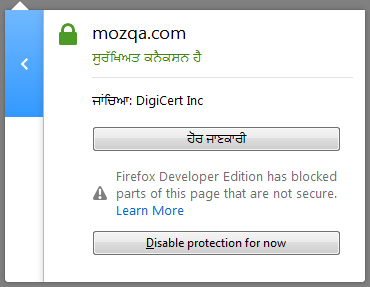 mozqa.com
ਸੁਰੱਖਿਅਤ ਕਨੈਕਸ਼ਨ ਹੈ
ਜਾਂਚਿਆ: DigiCert Inc
ਹੋਰ ਜਾਣਕਾਰੀ
Firefox Developer Edition has blocked
parts of this page that are not secure.
Learn More
Disable protection for now